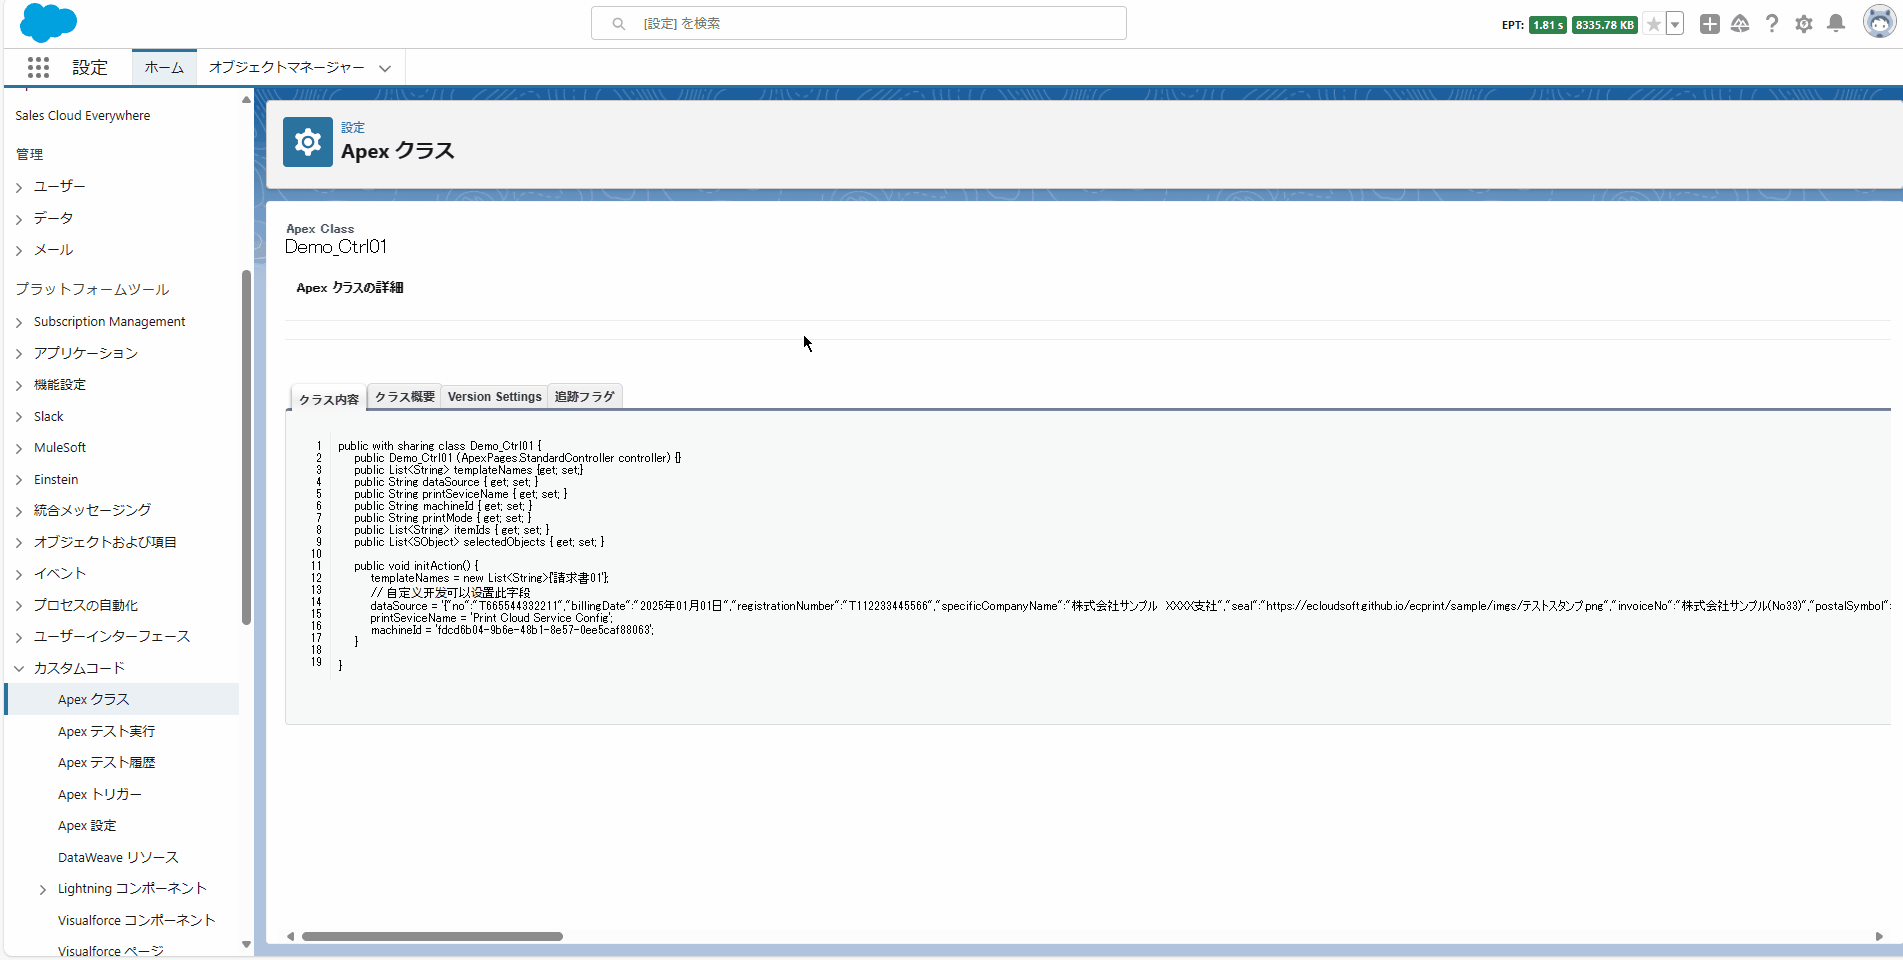 [設定] を検索
EPT: 1.81 s 8335.78 KB
設定 ホーム オブジェクトマネージャー
Sales Cloud Everywhere
管理
ユーザー
データ
メール
プラットフォームツール
Subscription Management
アプリケーション
機能設定
Slack
MuleSoft
Einstein
統合メッセージング
オブジェクトおよび項目
イベント
プロセスの自動化
ユーザーインターフェース
カスタムコード
Apex クラス
Apex テスト実行
Apex テスト履歴
Apex トリガー
Apex 設定
DataWeave リソース
Lightning コンポーネント
Visualforce コンポーネント
Visualforce ページ
設定
Apex クラス
Apex Class
Demo_Ctrl01
Apex クラスの詳細
クラス内容 クラス概要 Version Settings 追跡フラグ
1 public with sharing class Demo_Ctrl01 {
2 public Demo_Ctrl01 (ApexPages.StandardController controller) {}
3 public List<String> templateNames {get; set;}
4 public String dataSource { get; set; }
5 public String printSeviceName { get; set; }
6 public String machineId { get; set; }
7 public String printMode { get; set; }
8 public List<String> itemIds { get; set; }
9 public List<SObject> selectedObjects { get; set; }
10
11 public void initAction() {
12 templateNames = new List<String>{'請求書01'};
13 // 自定义开发可以设置此字段
14 dataSource = '{"no":"T665544332211","billingDate":"2025年01月01日","registrationNumber":"T112233445566","specificCompanyName":"株式会社サンプル XXXX支社","seal":"https://ecloudsoft.github.io/ecprint/sample/imgs/テストスタンプ.png","invoiceNo":"株式会社サンプル(No33)","postalSymbol":
15 printSeviceName = 'Print Cloud Service Config';
16 machineId = 'fdcd6b04-9b6e-48b1-8e57-0ee5caf88063';
17 }
18
19 }